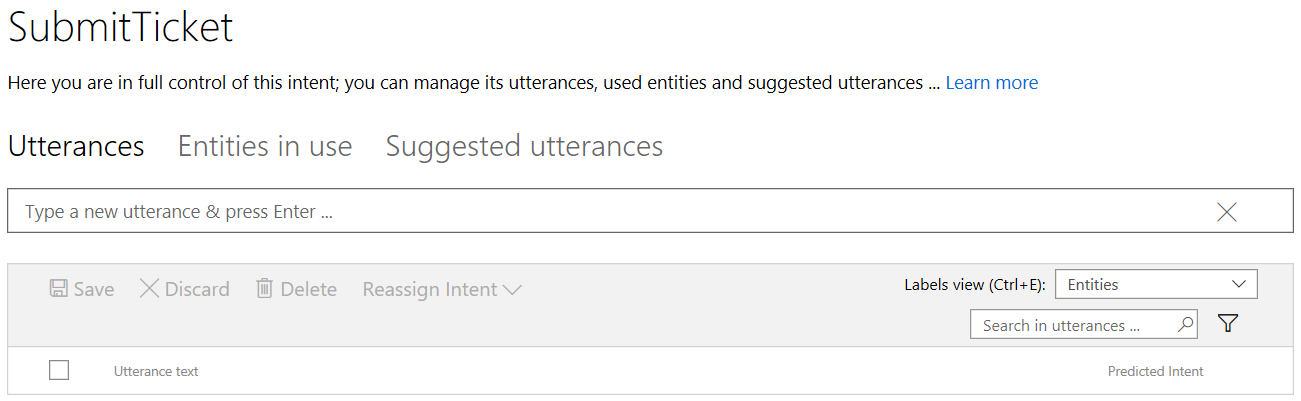 SubmitTicket
Here you are in full control of this intent; you can manage its utterances, used entities and suggested utterances ... Learn more
Utterances Entities in use Suggested utterances
Type a new utterance & press Enter ...
Save Discard Delete Reassign Intent Labels view (Ctrl+E): Entities
Search in utterances ...
Utterance text Predicted Intent